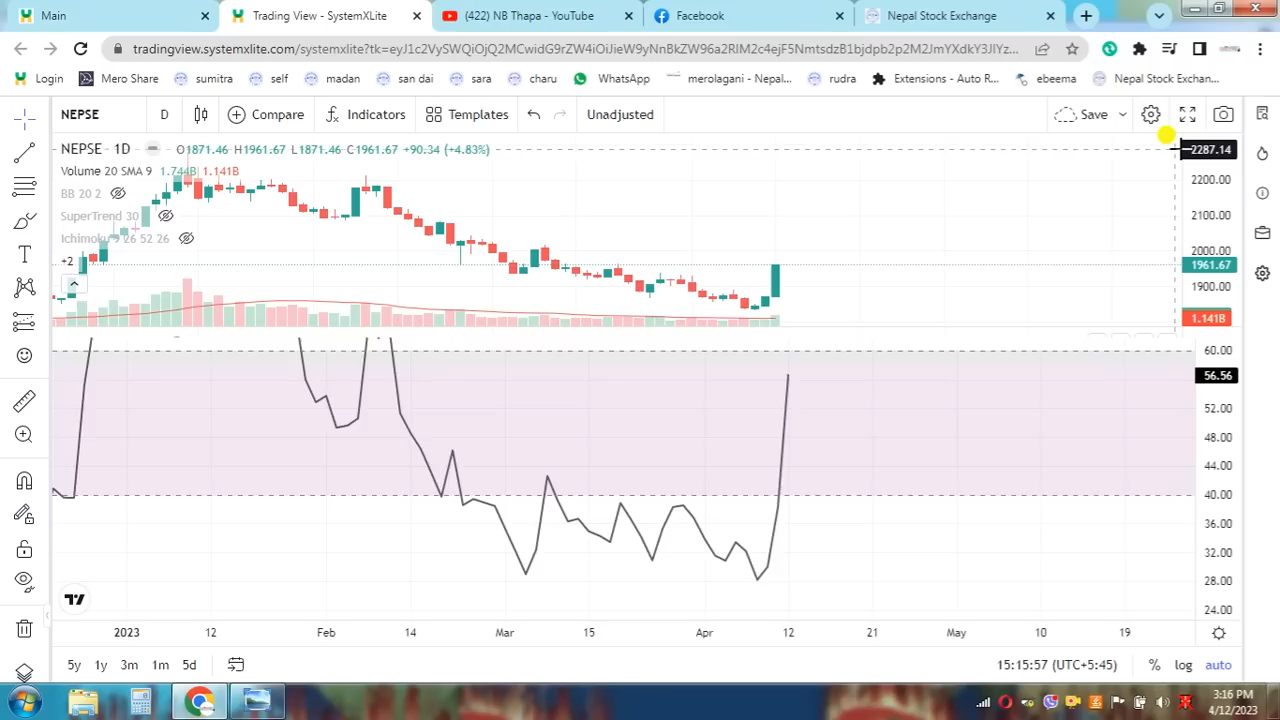 Main
Trading View - SystemXLite
(422) NB Thapa - YouTube
Facebook
Nepal Stock Exchange
tradingview.systemxlite.com/systemxlite?tk=
Login
Mero Share
sumitra
self
madan
san dai
sara
charu
WhatsApp
merolagani - Nepal...
rudra
Extensions - Auto R...
ebeema
Nepal Stock Exchan...
NEPSE
D
Compare
Indicators
Templates
Unadjusted
Save
NEPSE · 1D
O1871.46 H1961.67 L1871.46 C1961.67 +90.34 (+4.83%)
2287.14
Volume 20 SMA 9 1.744B 1.141B
2200.00
BB 20 2
SuperTrend 30
2100.00
Ichimoku 9 26 52 26
2000.00
+2
1961.67
1900.00
1.141B
60.00
56.56
52.00
48.00
44.00
40.00
36.00
32.00
28.00
24.00
2023
12
Feb
14
Mar
15
Apr
12
21
May
10
19
5y
1y
3m
1m
5d
15:15:57 (UTC+5:45)
%
log
auto
3:16 PM
4/12/2023